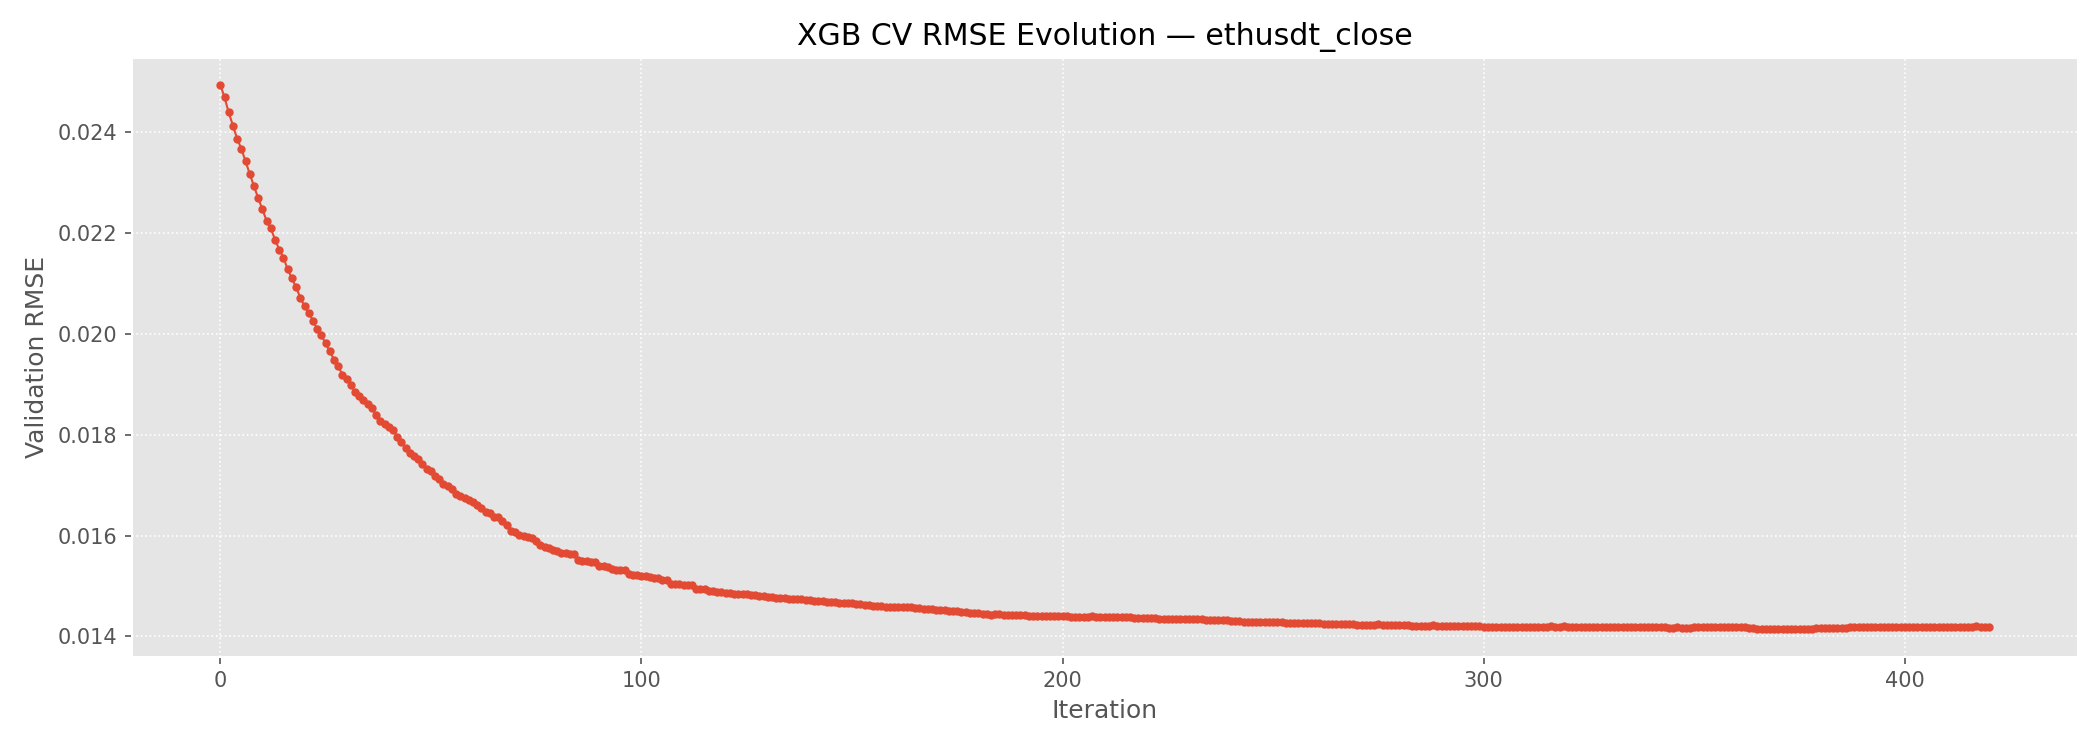 XGB CV RMSE Evolution — ethusdt_close
Validation RMSE
0.024
0.022
0.020
0.018
0.016
0.014
0 100 200 300 400
Iteration